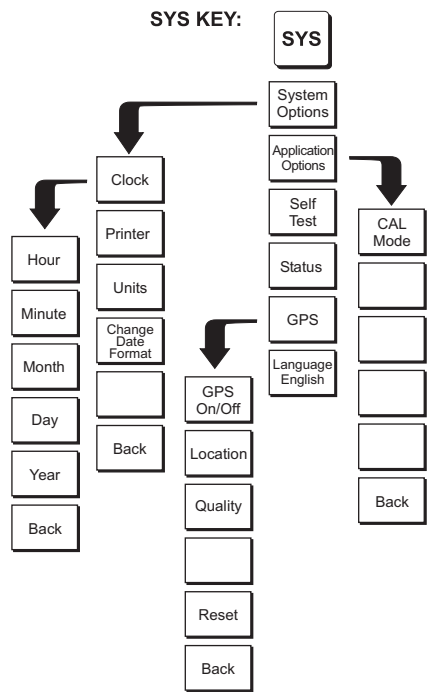 SYS KEY:
SYS
System
Options
Application
Options
Self
Test
Status
GPS
Language
English
Clock
Printer
Units
Change
Date
Format
Back
Hour
Minute
Month
Day
Year
Back
GPS
On/Off
Location
Quality
Reset
Back
CAL
Mode
Back